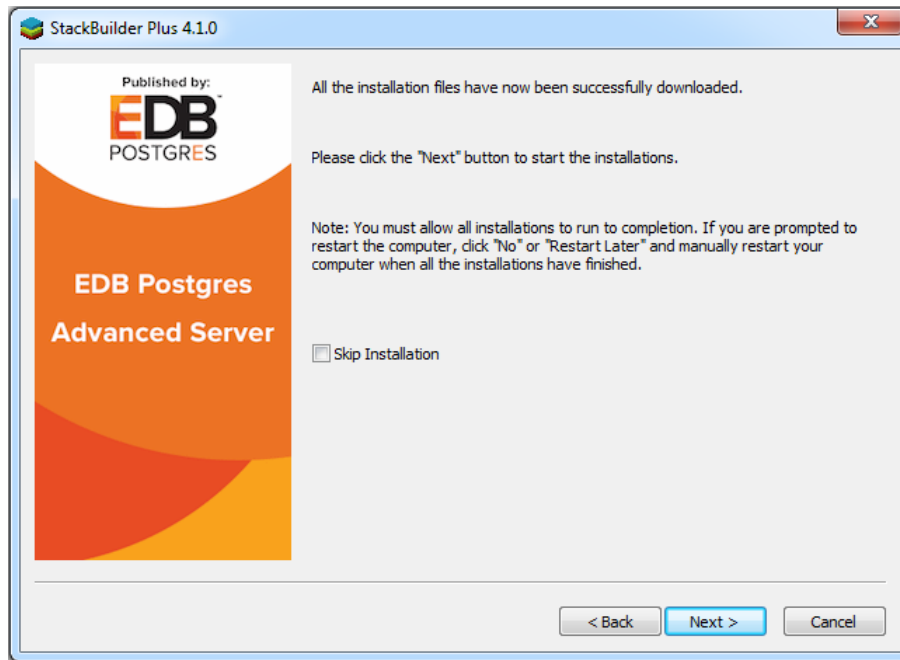 StackBuilder Plus 4.1.0
Published by:
EDB™
POSTGRES
EDB Postgres
Advanced Server
All the installation files have now been successfully downloaded.
Please click the "Next" button to start the installations.
Note: You must allow all installations to run to completion. If you are prompted to
restart the computer, click "No" or "Restart Later" and manually restart your
computer when all the installations have finished.
Skip Installation
< Back
Next >
Cancel